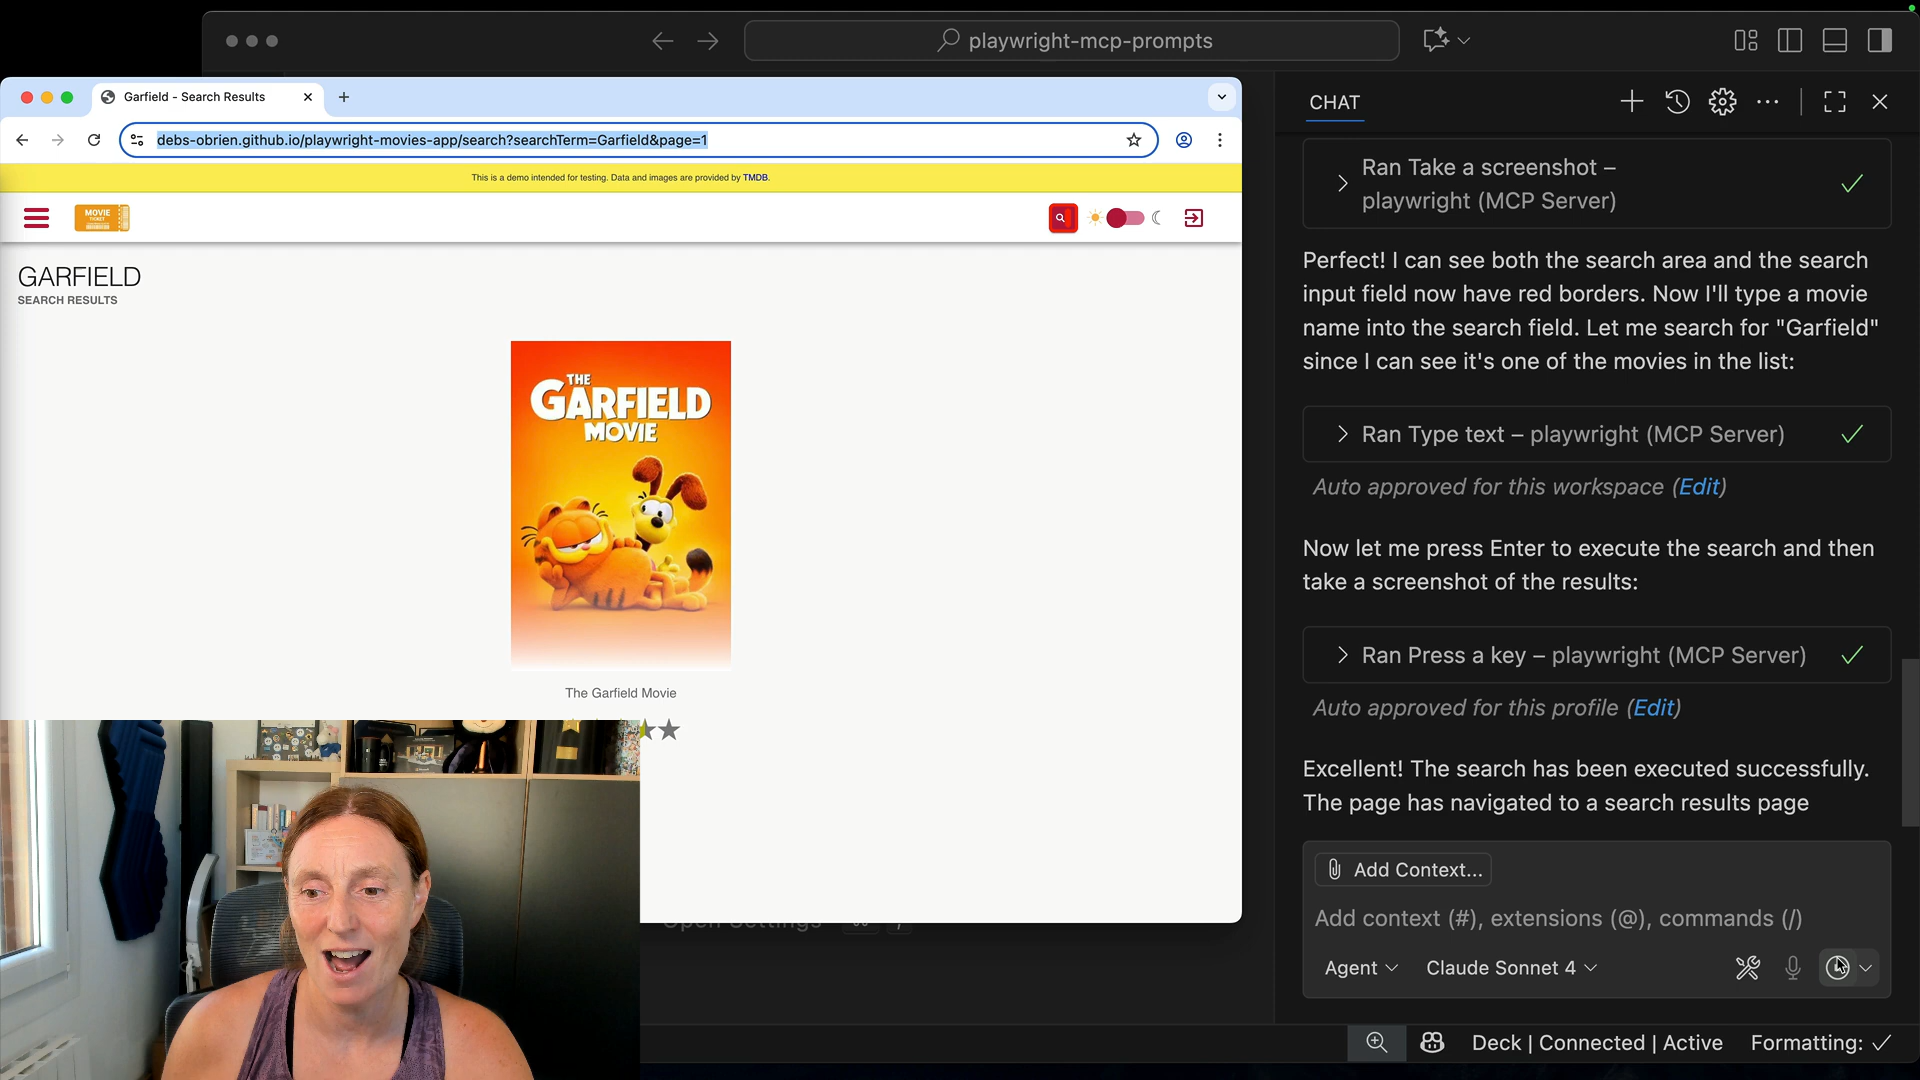 playwright-mcp-prompts
Garfield - Search Results
debs-obrien.github.io/playwright-movies-app/search?searchTerm=Garfield&page=1
This is a demo intended for testing. Data and images are provided by TMDB.
MOVIE
TICKET
GARFIELD
SEARCH RESULTS
THE
GARFIELD
MOVIE
The Garfield Movie
Open Settings
CHAT
Ran Take a screenshot –
playwright (MCP Server)
Perfect! I can see both the search area and the search
input field now have red borders. Now I'll type a movie
name into the search field. Let me search for "Garfield"
since I can see it's one of the movies in the list:
Ran Type text – playwright (MCP Server)
Auto approved for this workspace (Edit)
Now let me press Enter to execute the search and then
take a screenshot of the results:
Ran Press a key – playwright (MCP Server)
Auto approved for this profile (Edit)
Excellent! The search has been executed successfully.
The page has navigated to a search results page
Add Context...
Add context (#), extensions (@), commands (/)
Agent
Claude Sonnet 4
Deck | Connected | Active
Formatting: ✓